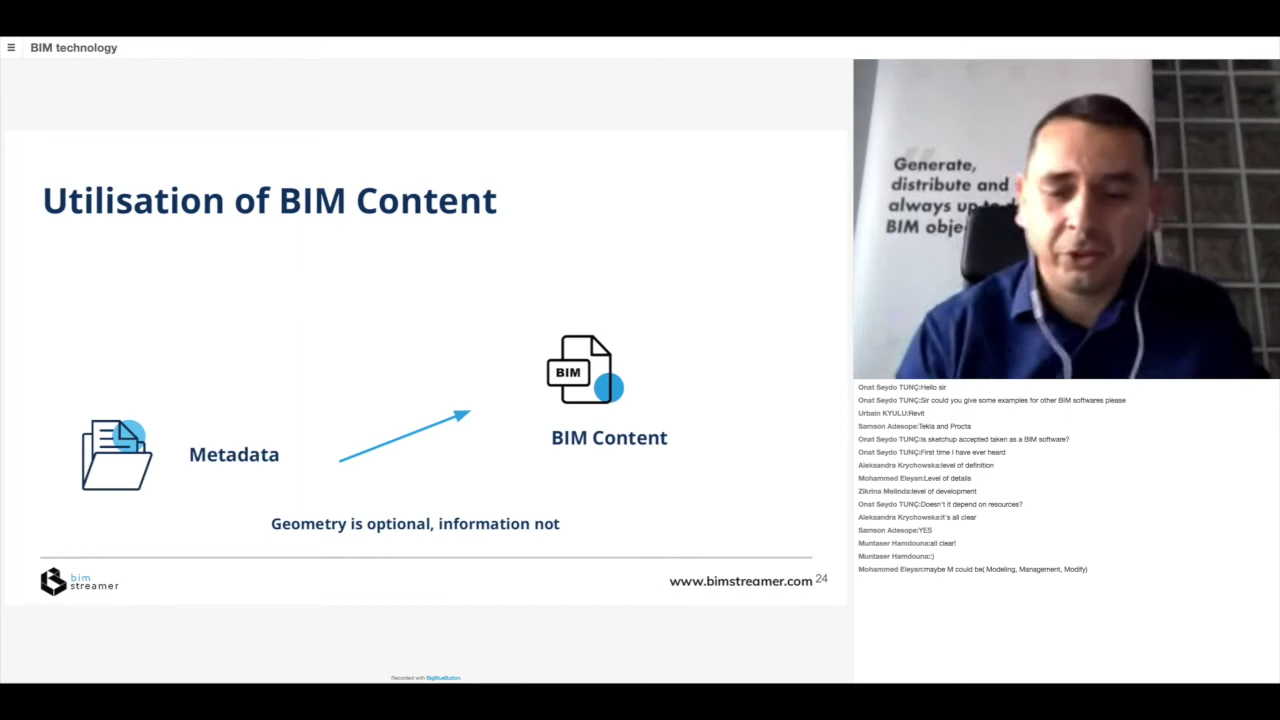 ☰ BIM technology
Utilisation of BIM Content
BIM
BIM Content
Metadata
Geometry is optional, information not
bim
streamer
www.bimstreamer.com 24
Recorded with BigBlueButton.
Generate,
distribute and
always up
BIM obje
Onat Seydo TUNÇ:Hello sir
Onat Seydo TUNÇ:Sir could you give some examples for other BIM softwares please
Urbain KYULU:Revit
Samson Adesope:Tekla and Procta
Onat Seydo TUNÇ:Is sketchup accepted taken as a BIM software?
Onat Seydo TUNÇ:First time I have ever heard
Aleksandra Krychowska:level of definition
Mohammed Eleyan:Level of details
Zikrina Melinda:level of development
Onat Seydo TUNÇ:Doesn't it depend on resources?
Aleksandra Krychowska:it's all clear
Samson Adesope:YES
Muntaser Hamdouna:all clear!
Muntaser Hamdouna::)
Mohammed Eleyan:maybe M could be( Modeling, Management, Modify)